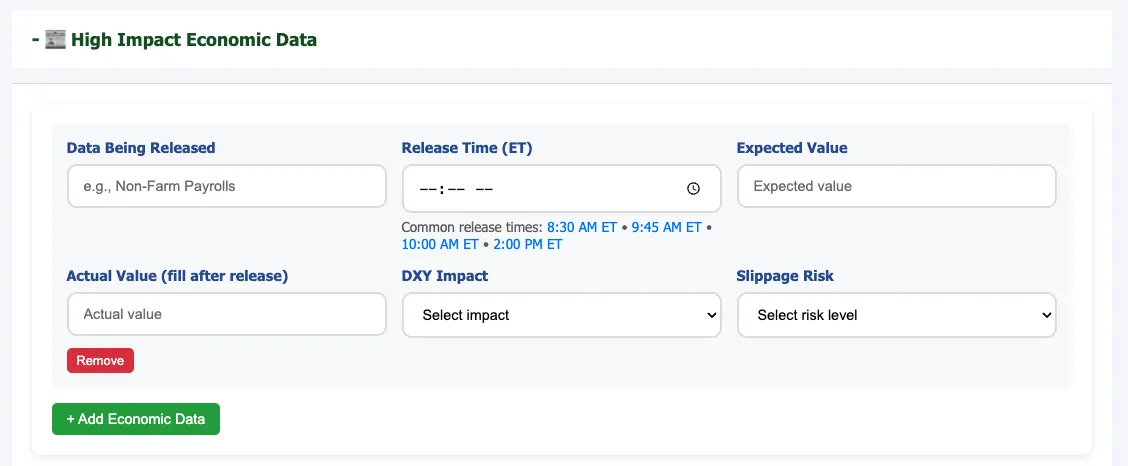 - 📰 High Impact Economic Data
Data Being Released
Release Time (ET)
Expected Value
e.g., Non-Farm Payrolls
--:-- --
Expected value
Common release times: 8:30 AM ET • 9:45 AM ET •
10:00 AM ET • 2:00 PM ET
Actual Value (fill after release)
DXY Impact
Slippage Risk
Actual value
Select impact
Select risk level
Remove
+ Add Economic Data